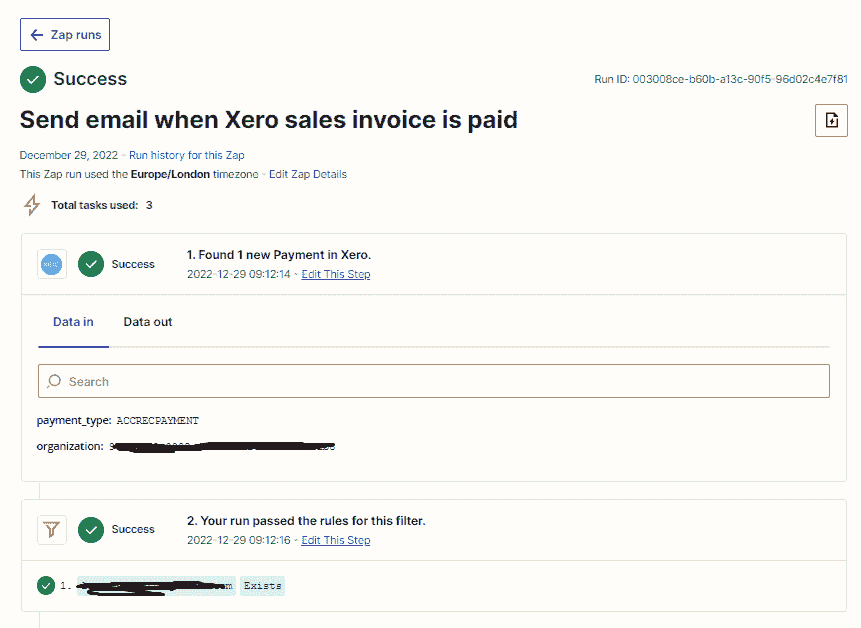 Zap runs
Success
Run ID: 003008ce-b60b-a13c-90f5-96d02c4e7f81
Send email when Xero sales invoice is paid
December 29, 2022 - Run history for this Zap
This Zap run used the Europe/London timezone - Edit Zap Details
Total tasks used: 3
xero
Success
1. Found 1 new Payment in Xero.
2022-12-29 09:12:14 - Edit This Step
Data in
Data out
Search
payment_type: ACCRECPAYMENT
organization:
Success
2. Your run passed the rules for this filter.
2022-12-29 09:12:16 - Edit This Step
1. Exists